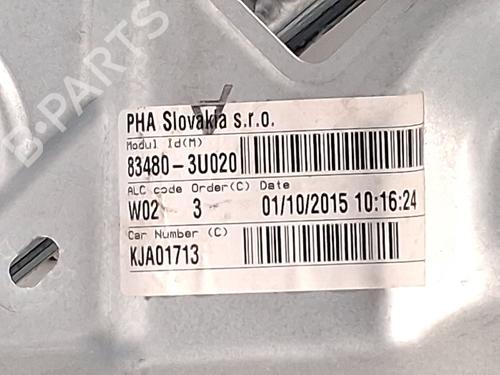 B-PARTS
PHA Slovakia s.r.o.
Modul Id(M)
83480-3U020
ALC code Order(C) Date
W02 3 01/10/2015 10:16:24
Car Number (C)
KJA01713